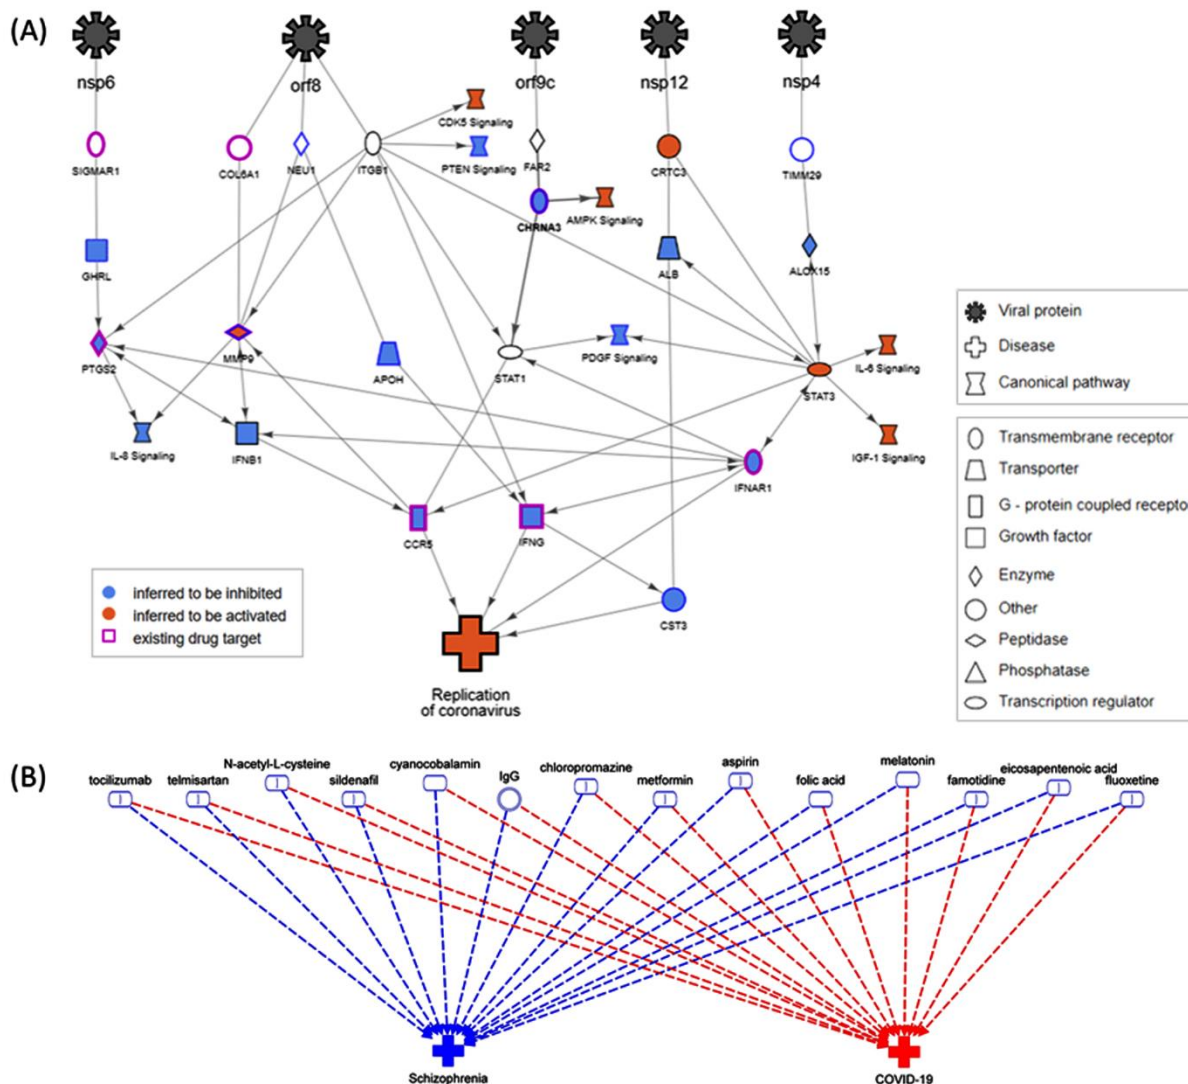 (A)
nsp6
orf8
orf9c
nsp12
nsp4
CDK5 Signaling
SIGMAR1
COL6A1
NEU1
ITGB1
PTEN Signaling
FAR2
CRTC3
TIMM29
CHRNA3
AMPK Signaling
GHRL
ALB
ALOX15
PTGS2
MMP9
APOH
STAT1
PDGF Signaling
STAT3
IL-6 Signaling
IL-8 Signaling
IFNB1
IFNAR1
IGF-1 Signaling
CCR5
IFNG
CST3
Replication
of coronavirus
inferred to be inhibited
inferred to be activated
existing drug target
Viral protein
Disease
Canonical pathway
Transmembrane receptor
Transporter
G - protein coupled recepto
Growth factor
Enzyme
Other
Peptidase
Phosphatase
Transcription regulator
(B)
tocilizumab
telmisartan
N-acetyl-L-cysteine
sildenafil
cyanocobalamin
IgG
chloropromazine
metformin
aspirin
folic acid
melatonin
famotidine
eicosapentenoic acid
fluoxetine
Schizophrenia
COVID-19